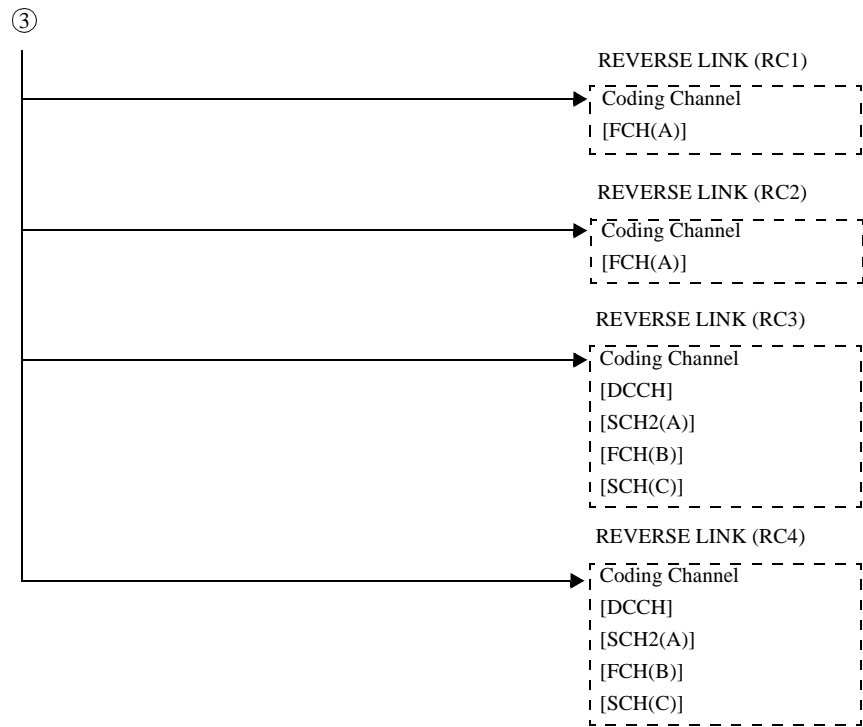 ③
REVERSE LINK (RC1)
Coding Channel
[FCH(A)]
REVERSE LINK (RC2)
Coding Channel
[FCH(A)]
REVERSE LINK (RC3)
Coding Channel
[DCCH]
[SCH2(A)]
[FCH(B)]
[SCH(C)]
REVERSE LINK (RC4)
Coding Channel
[DCCH]
[SCH2(A)]
[FCH(B)]
[SCH(C)]